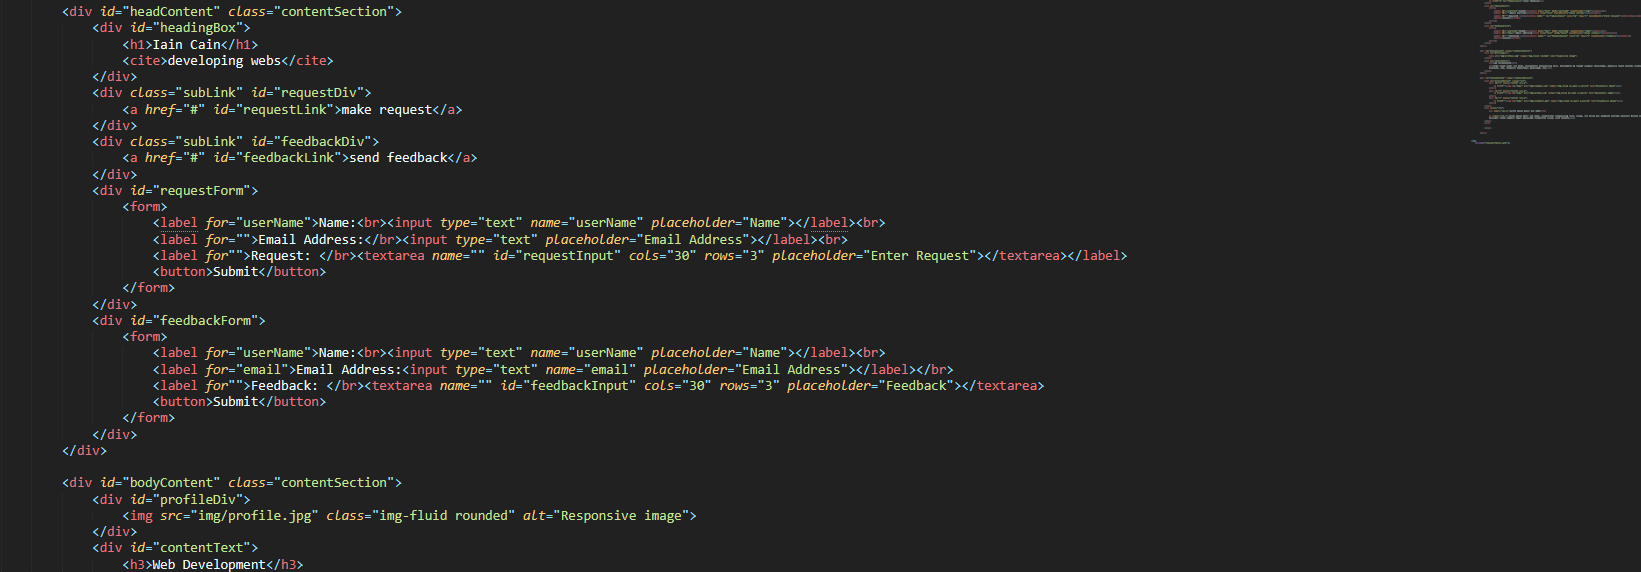 <div id="headContent" class="contentSection">
<div id="headingBox">
<h1>Iain Cain</h1>
<cite>developing webs</cite>
</div>
<div class="subLink" id="requestDiv">
<a href="#" id="requestLink">make request</a>
</div>
<div class="subLink" id="feedbackDiv">
<a href="#" id="feedbackLink">send feedback</a>
</div>
<div id="requestForm">
<form>
<label for="userName">Name:<br><input type="text" name="userName" placeholder="Name"></label><br>
<label for="">Email Address:</br><input type="text" placeholder="Email Address"></label><br>
<label for"">Request: </br><textarea name="" id="requestInput" cols="30" rows="3" placeholder="Enter Request"></textarea></label>
<button>Submit</button>
</form>
</div>
<div id="feedbackForm">
<form>
<label for="userName">Name:<br><input type="text" name="userName" placeholder="Name"></label><br>
<label for="email">Email Address:<input type="text" name="email" placeholder="Email Address"></label></br>
<label for"">Feedback: </br><textarea name="" id="feedbackInput" cols="30" rows="3" placeholder="Feedback"></textarea>
<button>Submit</button>
</form>
</div>
</div>
<div id="bodyContent" class="contentSection">
<div id="profileDiv">
<img src="img/profile.jpg" class="img-fluid rounded" alt="Responsive image">
</div>
<div id="contentText">
<h3>Web Development</h3>